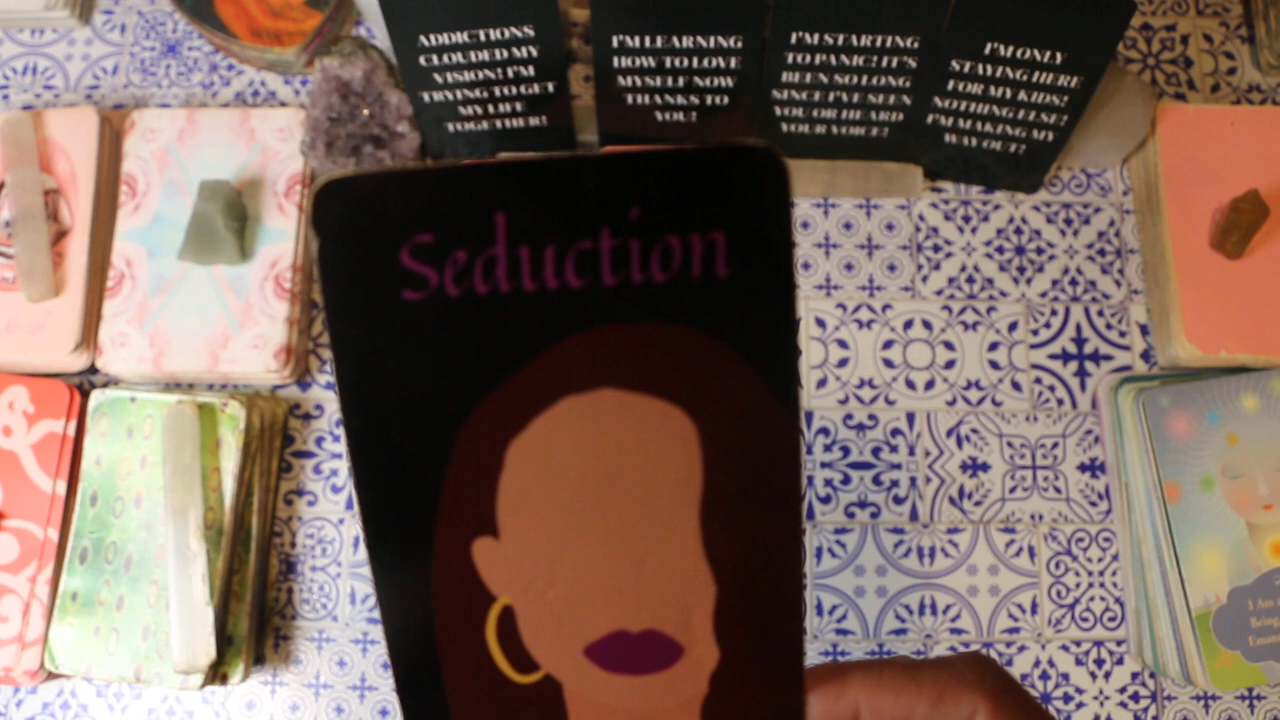 ADDICTIONS
CLOUDED MY
VISION! I'M
TRYING TO GET
MY LIFE
TOGETHER!
I'M LEARNING
HOW TO LOVE
MYSELF NOW
THANKS TO
YOU!
I'M STARTING
TO PANIC! IT'S
BEEN SO LONG
SINCE I'VE SEEN
YOU OR HEARD
YOUR VOICE!
I'M ONLY
STAYING HERE
FOR MY KIDS!
NOTHING ELSE!
I'M MAKING MY
WAY OUT!
Seduction
I Am
Being